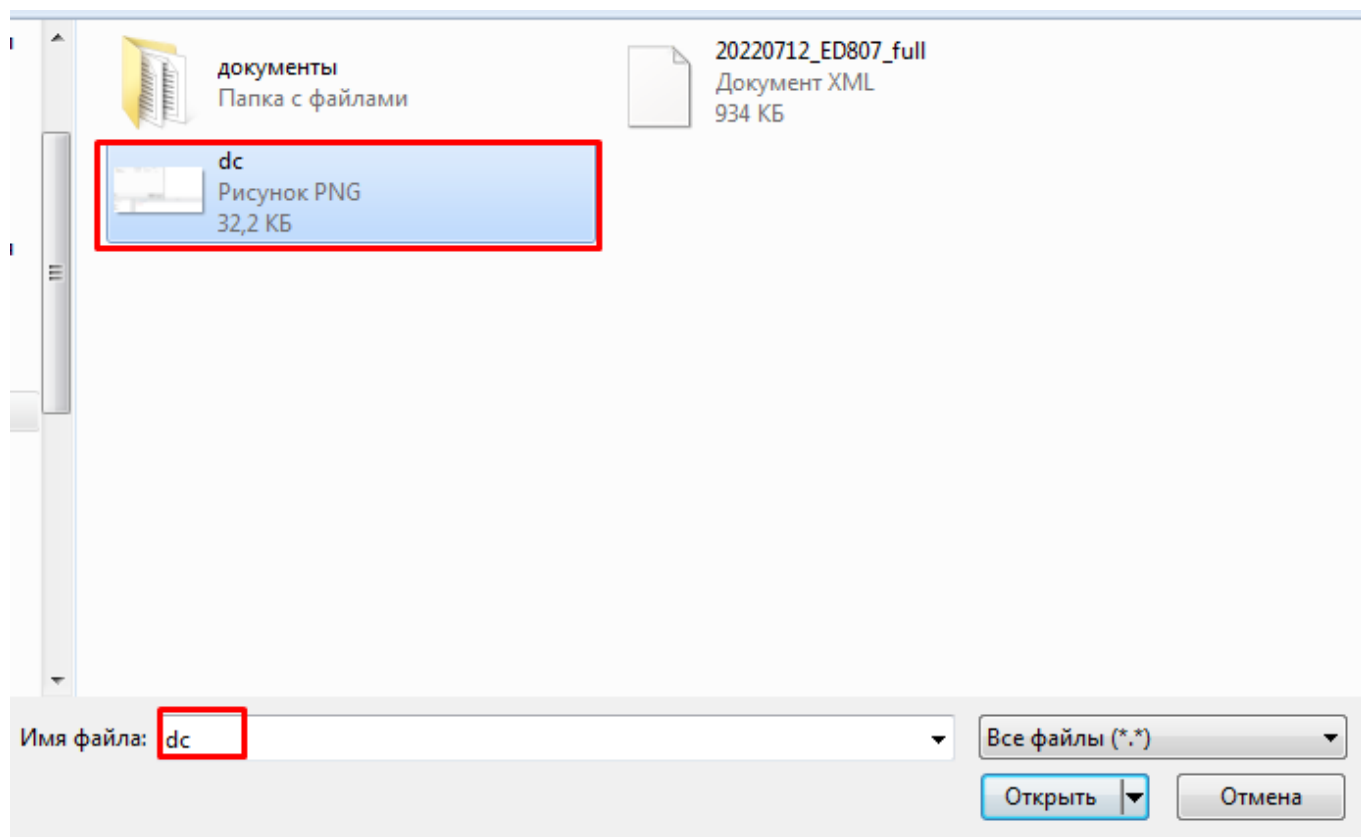 документы
Папка с файлами
20220712_ED807_full
Документ XML
934 КБ
dc
Рисунок PNG
32,2 КБ
Имя файла: dc
Все файлы (*.*)
Открыть
Отмена